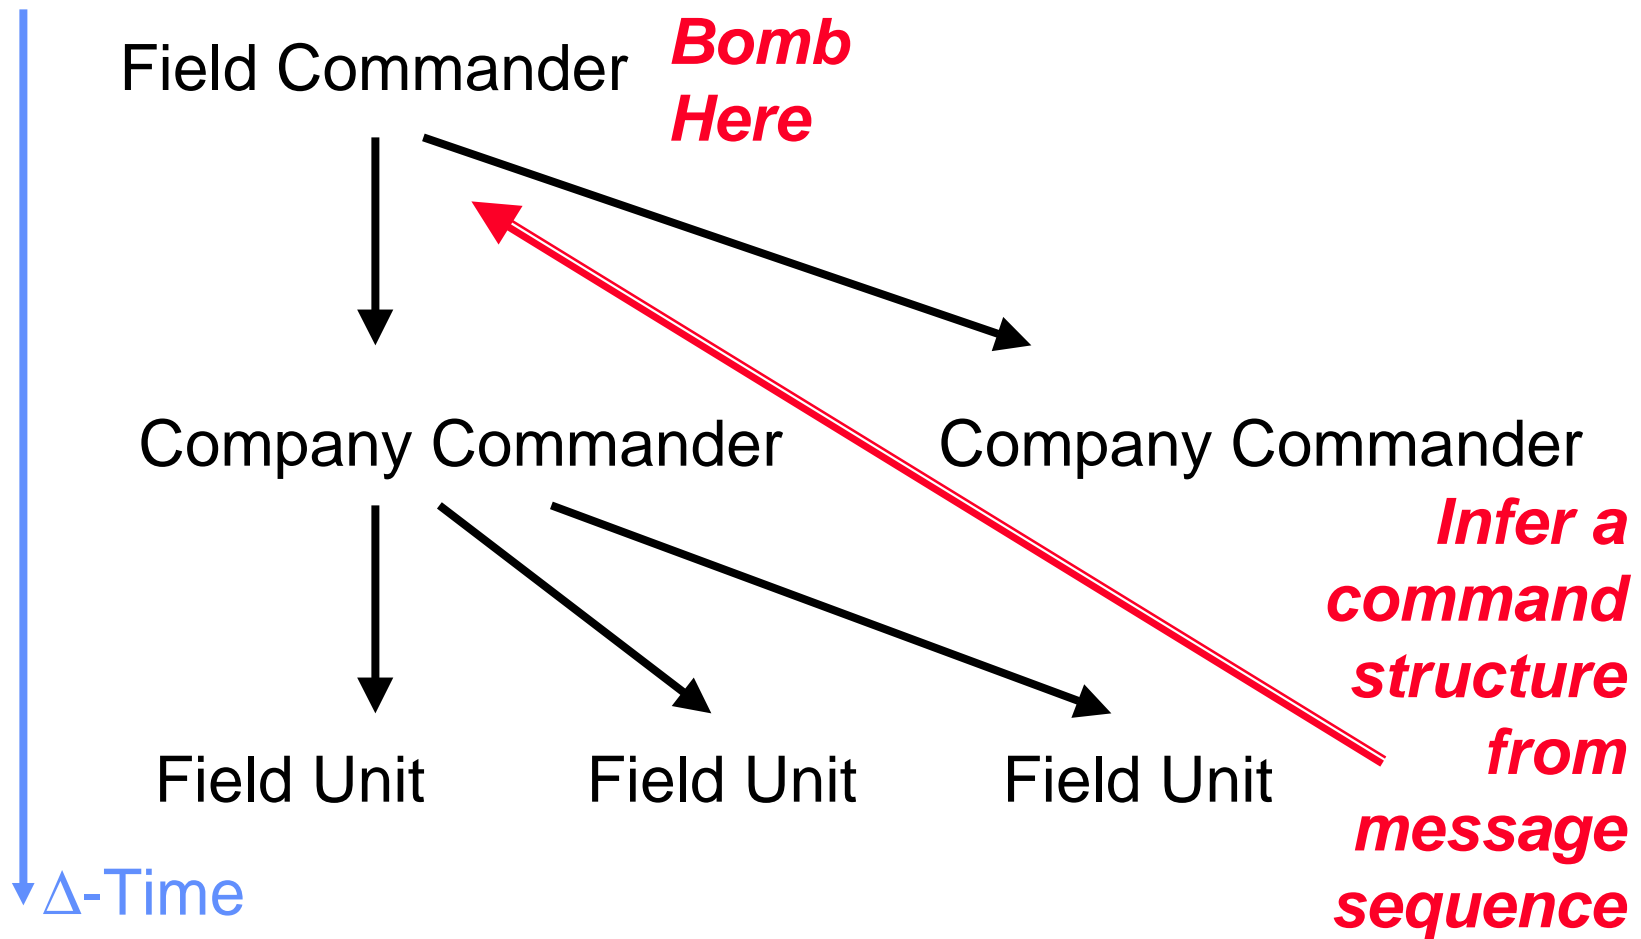 Field Commander
Bomb
Here
Company Commander
Company Commander
Infer a
command
structure
from
message
sequence
Field Unit
Field Unit
Field Unit
Δ-Time